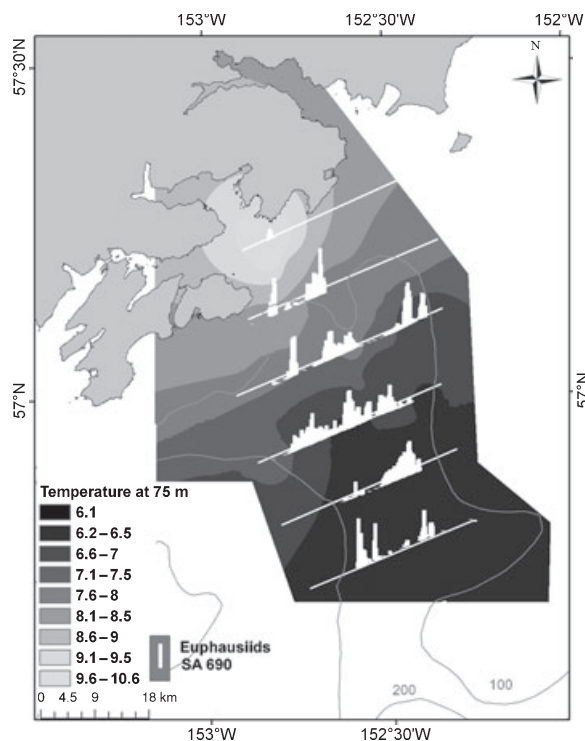 153°W
152°30'W
152°W
57°30'N
N
57°N
57°N
Temperature at 75 m
6.1
6.2–6.5
6.6–7
7.1–7.5
7.6–8
8.1–8.5
8.6–9
9.1–9.5
9.6–10.6
Euphausiids
SA 690
0 4.5 9 18 km
200
100
153°W
152°30'W